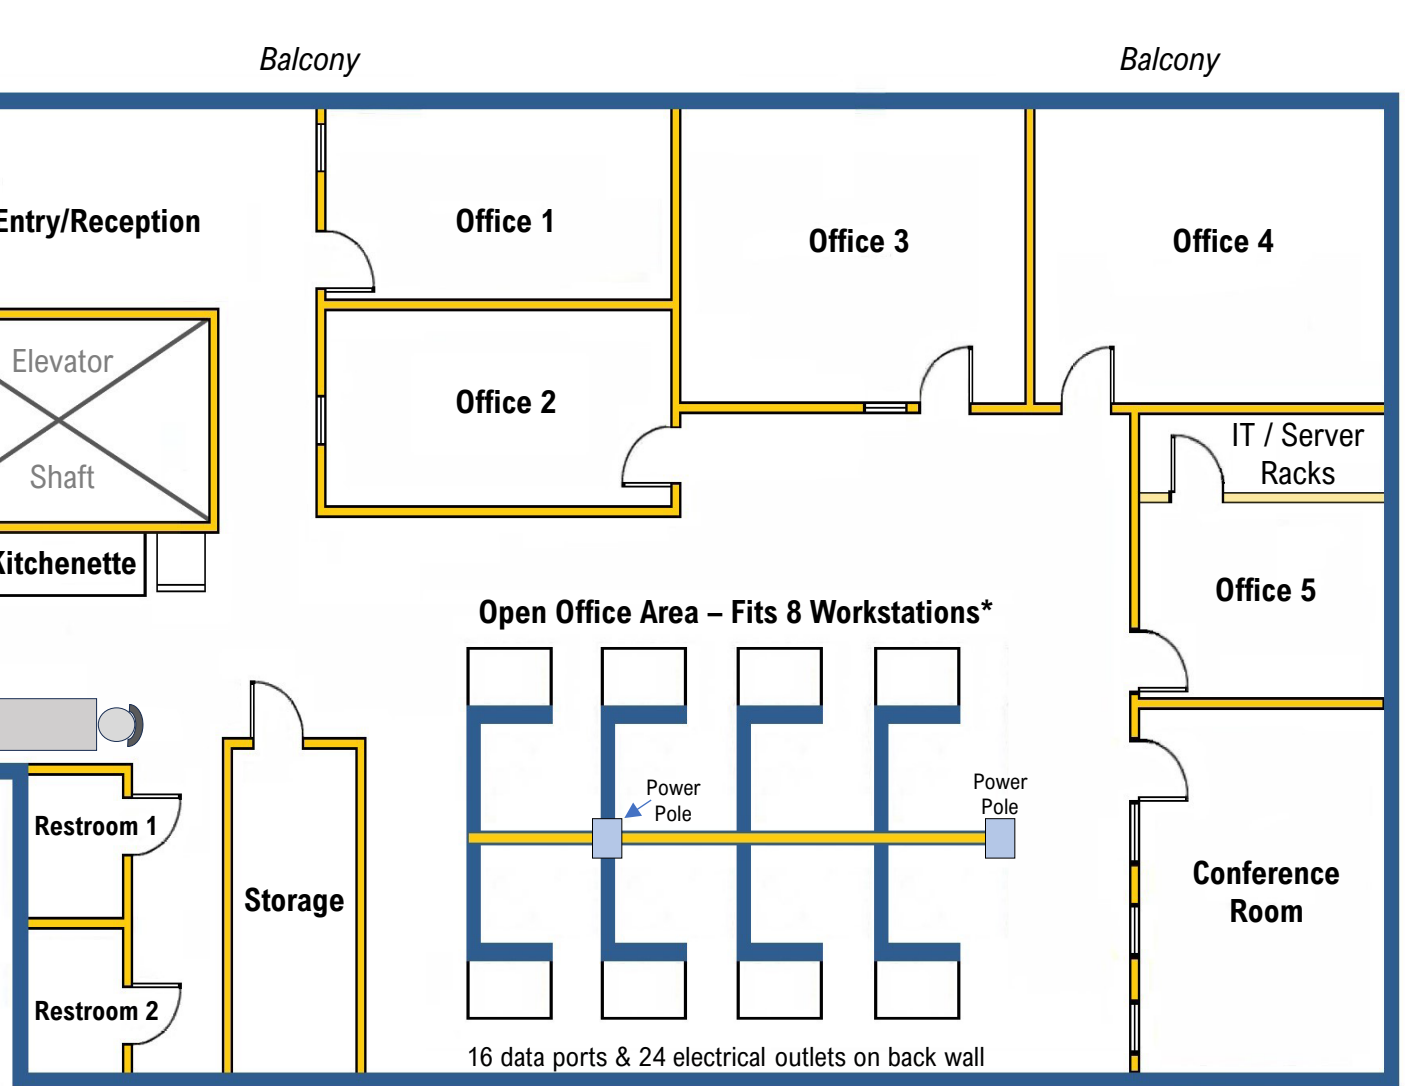 Balcony
Balcony
Entry/Reception
Office 1
Office 3
Office 4
Elevator
Shaft
Office 2
IT / Server
Racks
Kitchenette
Office 5
Open Office Area – Fits 8 Workstations*
Power
Pole
Power
Pole
Restroom 1
Storage
Conference
Room
Restroom 2
16 data ports & 24 electrical outlets on back wall